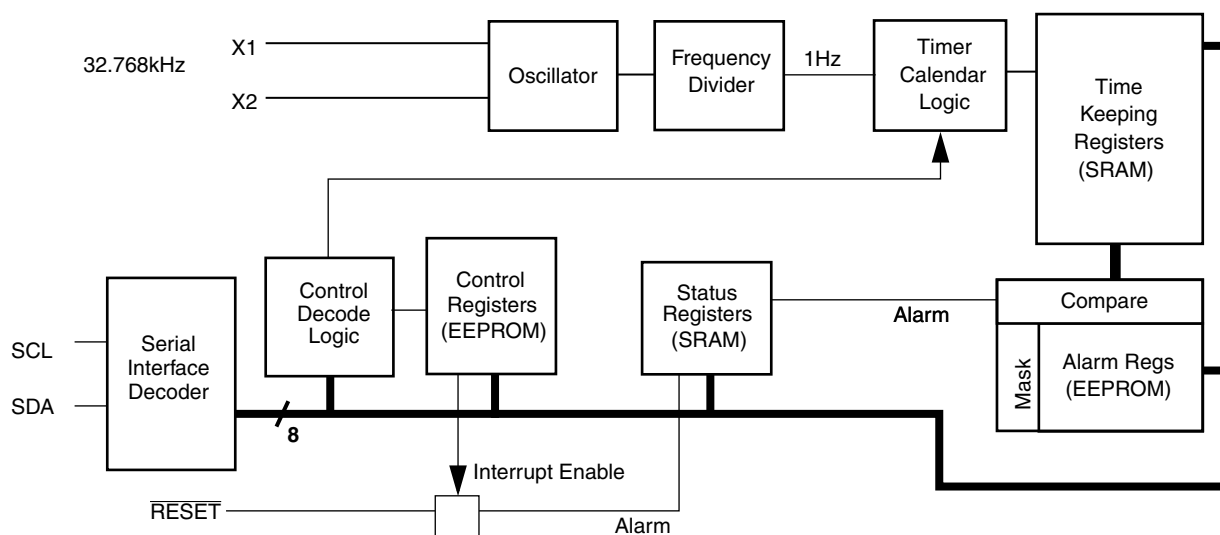 32.768kHz
X1
X2
Oscillator
Frequency
Divider
1Hz
Timer
Calendar
Logic
Time
Keeping
Registers
(SRAM)
Control
Decode
Logic
Control
Registers
(EEPROM)
Status
Registers
(SRAM)
Alarm
Compare
Mask
Alarm Regs
(EEPROM)
SCL
SDA
Serial
Interface
Decoder
8
Interrupt Enable
RESET
Alarm